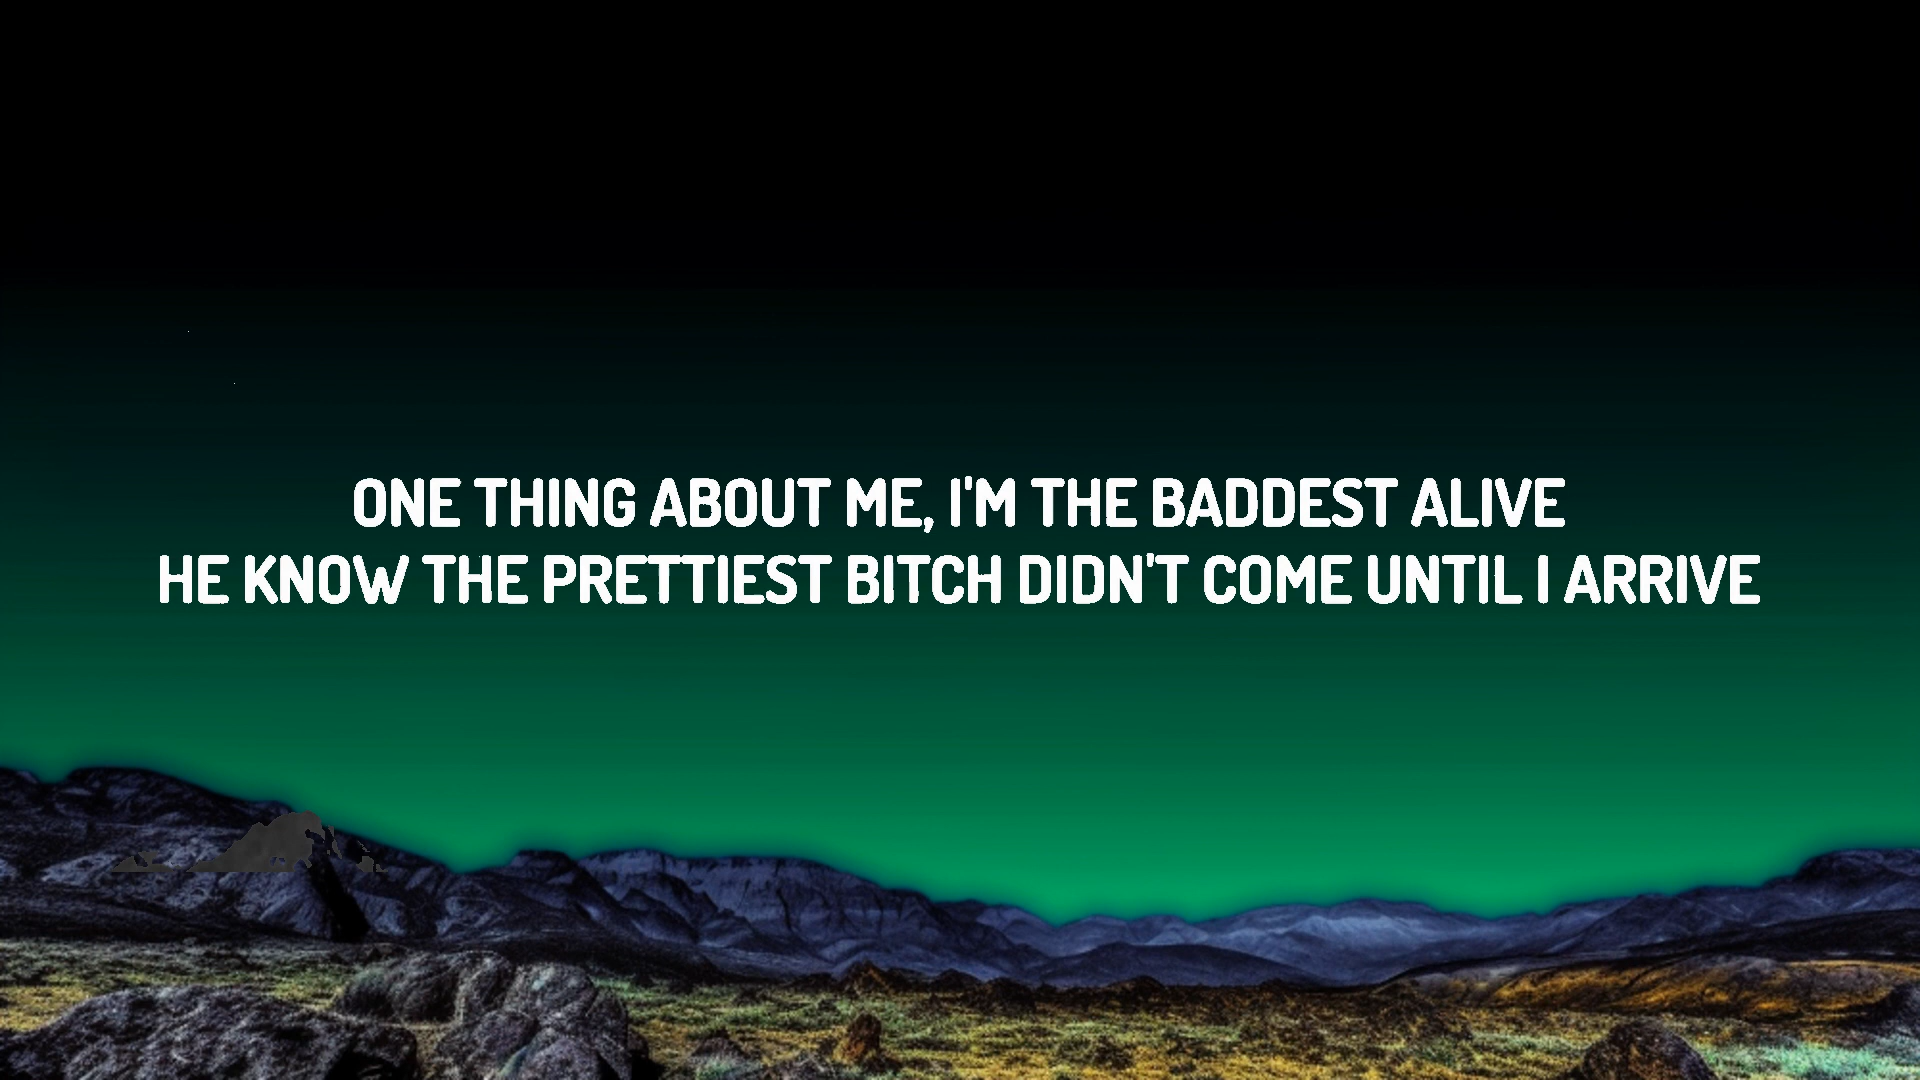 ONE THING ABOUT ME, I'M THE BADDEST ALIVE
HE KNOW THE PRETTIEST BITCH DIDN'T COME UNTIL I ARRIVE